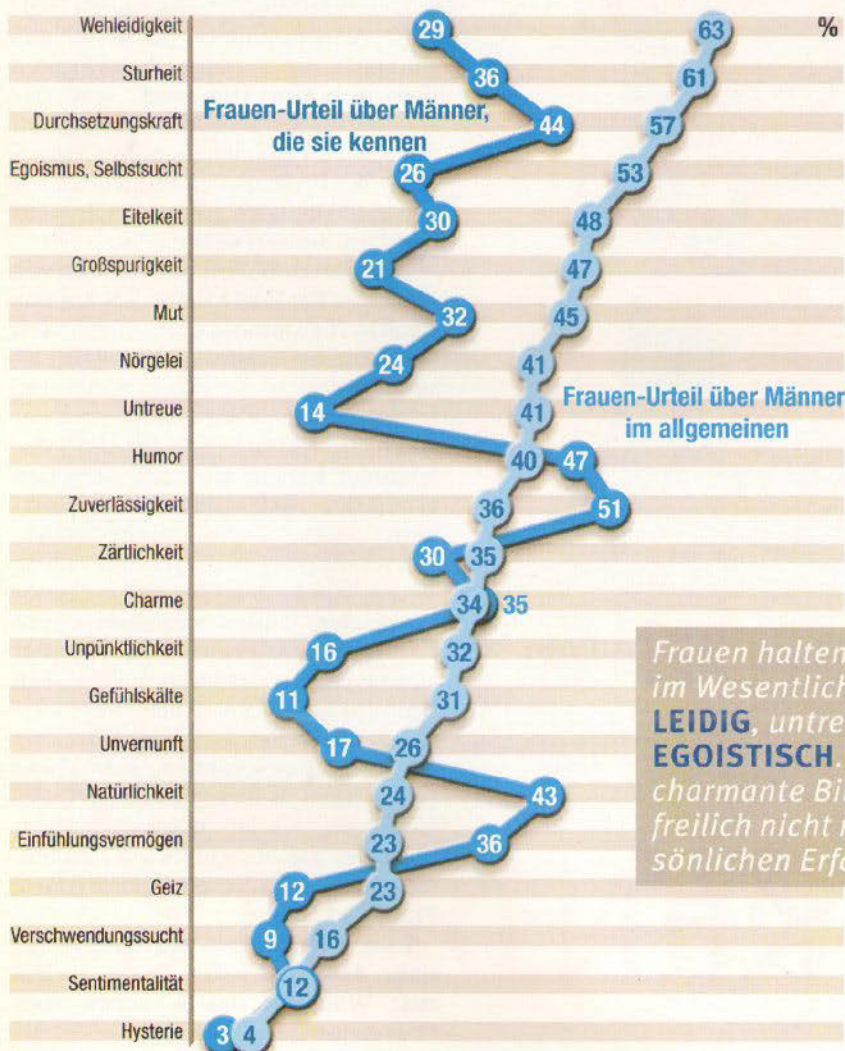 Wehleidigkeit 29 63 %
Sturheit 36 61
Frauen-Urteil über Männer,
die sie kennen
Durchsetzungskraft 44 57
Egoismus, Selbstsucht 26 53
Eitelkeit 30 48
Großspurigkeit 21 47
Mut 32 45
Nörgelei 24 41
Untreue 14 41
Frauen-Urteil über Männer
im allgemeinen
Humor 40 47
Zuverlässigkeit 36 51
Zärtlichkeit 30 35
Charme 34 35
Unpünktlichkeit 16 32
Gefühlskälte 11 31
Unvernunft 17 26
Natürlichkeit 24 43
Einfühlungsvermögen 23 36
Geiz 12 23
Verschwendungssucht 9 16
Sentimentalität 12
Hysterie 3 4
Frauen halten
im Wesentlich
LEIDIG, untre
EGOISTISCH.
charmante Bi
freilich nicht
sönlichen Erf